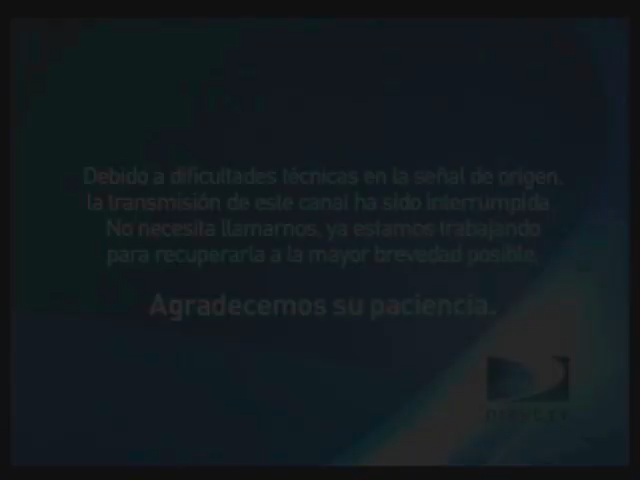 Debido a dificultades técnicas en la señal de origen,
la transmisión de este canal ha sido interrumpida.
No necesita llamarnos, ya estamos trabajando
para recuperarla a la mayor brevedad posible.
Agradecemos su paciencia.
DIRECTV